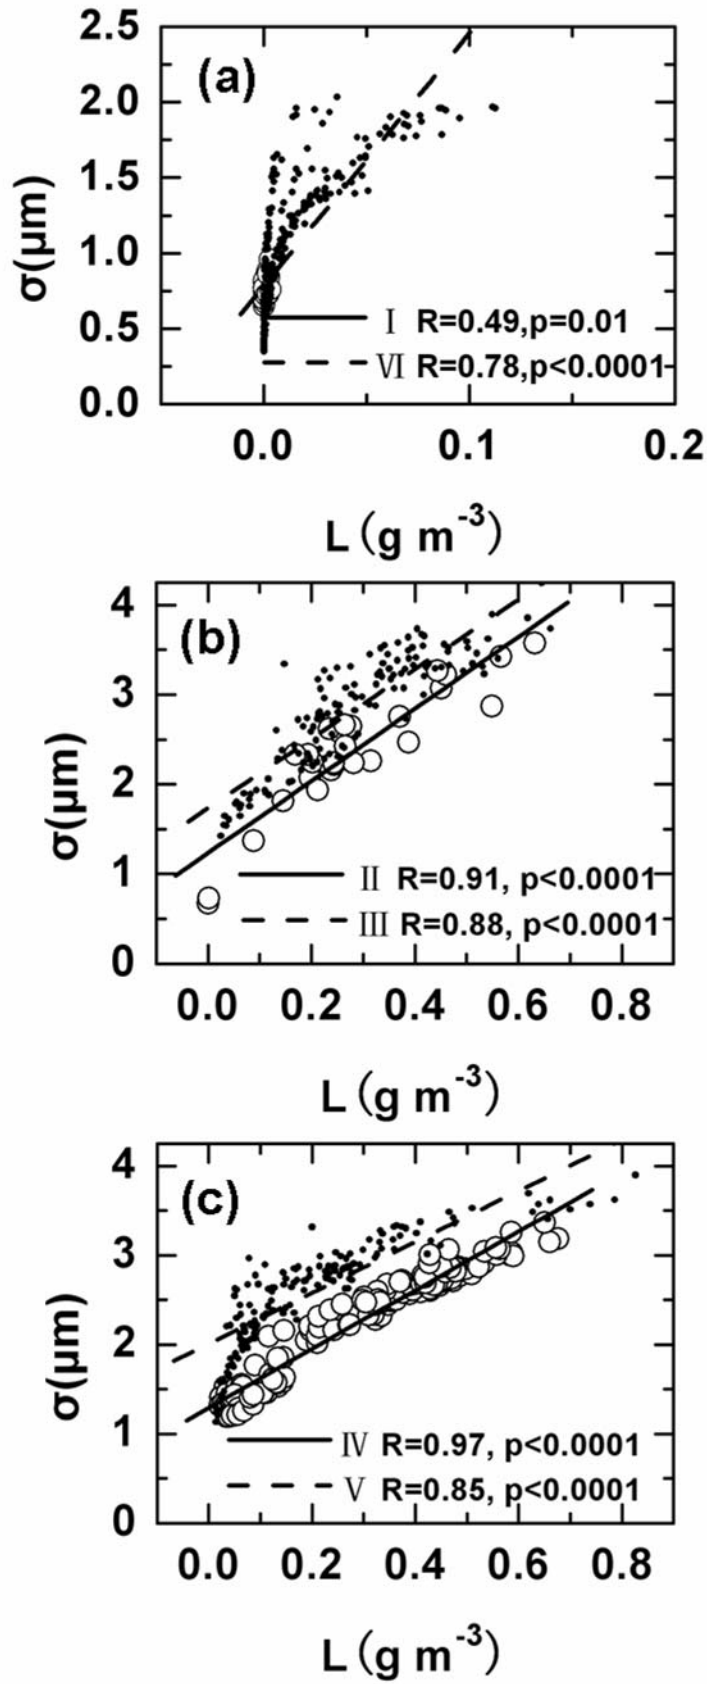 2.5
(a)
2.0
1.5
1.0
0.5
0.0
σ(μm)
I R=0.49,p=0.01
VI R=0.78,p<0.0001
0.0 0.1 0.2
L (g m-3)
4
(b)
3
2
1
0
σ(μm)
II R=0.91, p<0.0001
III R=0.88, p<0.0001
0.0 0.2 0.4 0.6 0.8
L (g m-3)
4
(c)
3
2
1
0
σ(μm)
IV R=0.97, p<0.0001
V R=0.85, p<0.0001
0.0 0.2 0.4 0.6 0.8
L (g m-3)